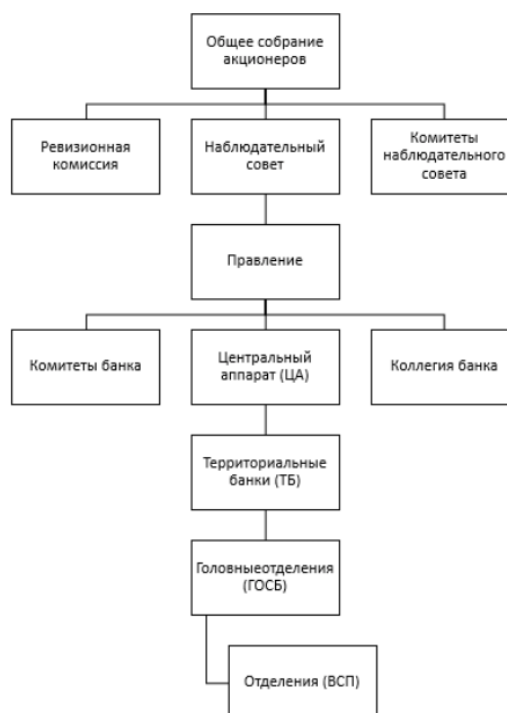 Общее собрание
акционеров
Ревизионная
комиссия
Наблюдательный
совет
Комитеты
наблюдательного
совета
Правление
Комитеты банка
Центральный
аппарат (ЦА)
Коллегия банка
Территориальные
банки (ТБ)
Головныеотделения
(ГОСБ)
Отделения (ВСП)